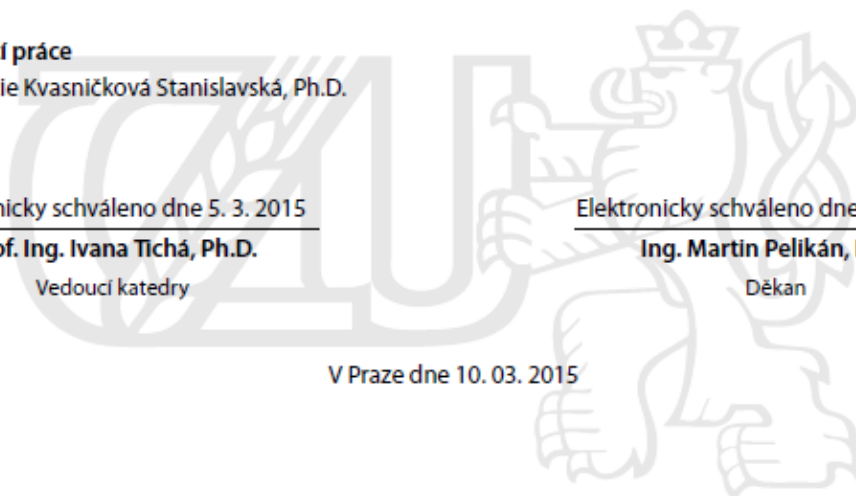 í práce
ie Kvasničková Stanislavská, Ph.D.
nicky schváleno dne 5. 3. 2015
Elektronicky schváleno dne
of. Ing. Ivana Tichá, Ph.D.
Ing. Martin Pelikán,
Vedoucí katedry
Děkan
V Praze dne 10. 03. 2015